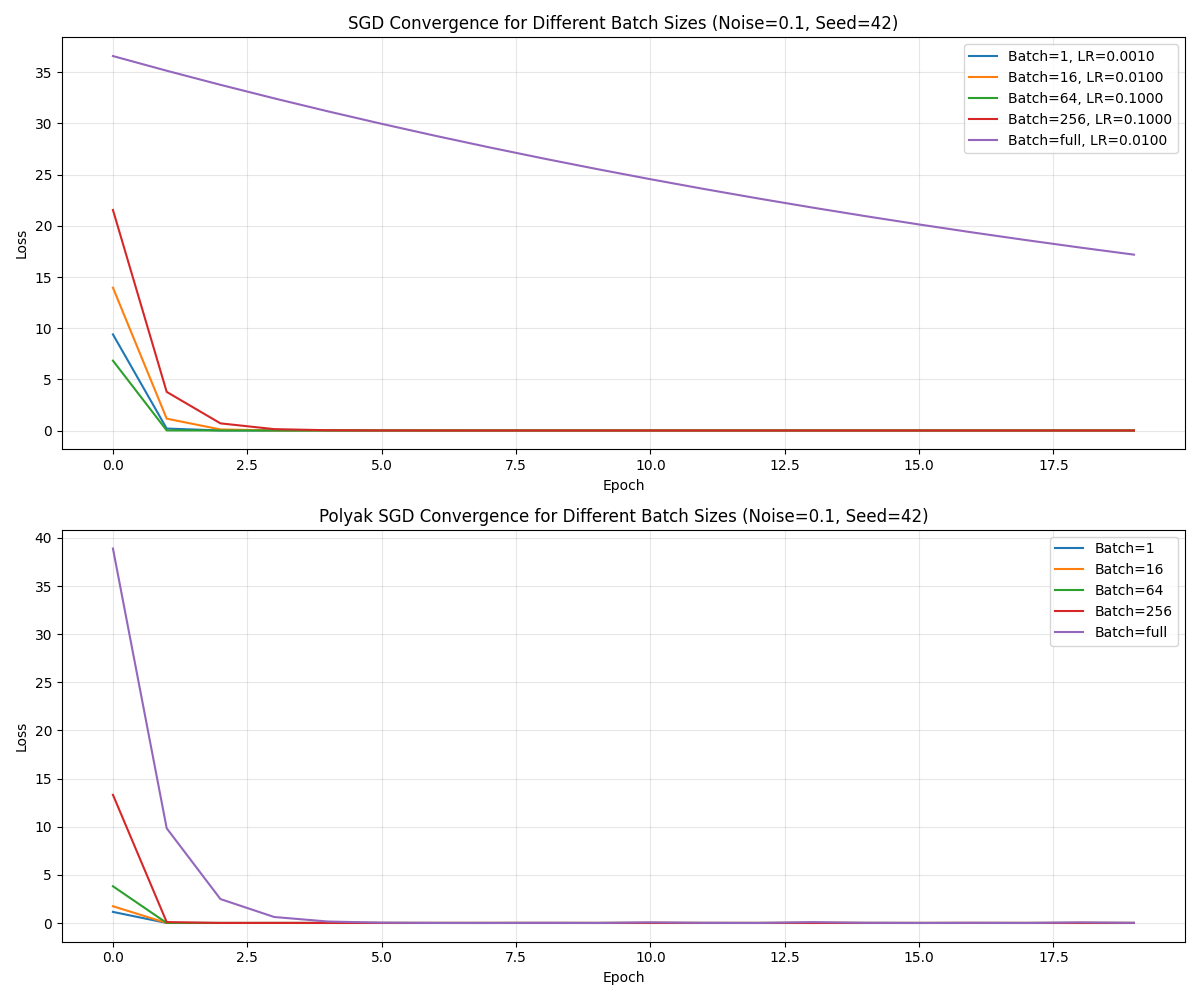 SGD Convergence for Different Batch Sizes (Noise=0.1, Seed=42)
Loss
35
30
25
20
15
10
5
0
Batch=1, LR=0.0010
Batch=16, LR=0.0100
Batch=64, LR=0.1000
Batch=256, LR=0.1000
Batch=full, LR=0.0100
0.0 2.5 5.0 7.5 10.0 12.5 15.0 17.5
Epoch
Polyak SGD Convergence for Different Batch Sizes (Noise=0.1, Seed=42)
Loss
40
35
30
25
20
15
10
5
0
Batch=1
Batch=16
Batch=64
Batch=256
Batch=full
0.0 2.5 5.0 7.5 10.0 12.5 15.0 17.5
Epoch